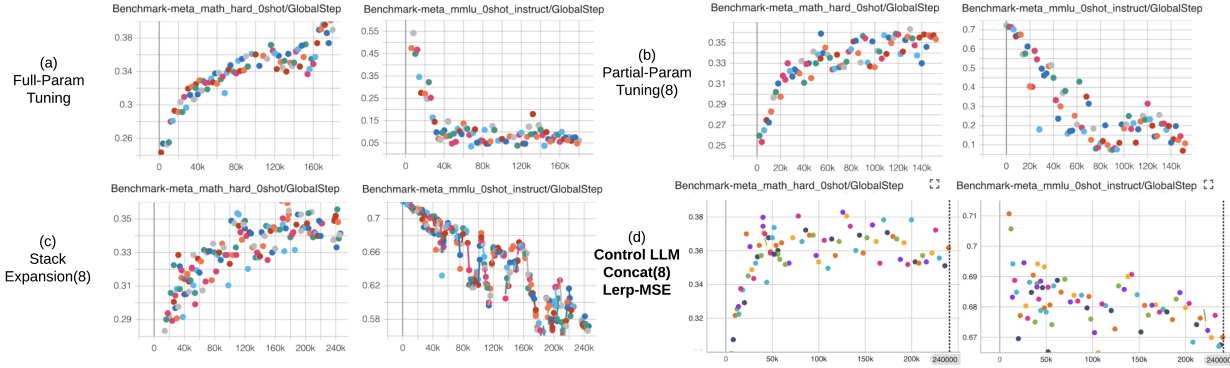 Benchmark-meta_math_hard_0shot/GlobalStep
0.38
0.34
0.3
0.26
0
40k
80k
120k
160k
Benchmark-meta_mmlu_0shot_instruct/GlobalStep
0.55
0.45
0.35
0.25
0.15
0.05
0
40k
80k
120k
160k
(a)
Full-Param
Tuning
Benchmark-meta_math_hard_0shot/GlobalStep
0.35
0.33
0.31
0.29
0.27
0.25
0
20k
40k
60k
80k
100k
120k
140k
Benchmark-meta_mmlu_0shot_instruct/GlobalStep
0.7
0.6
0.5
0.4
0.3
0.2
0.1
0
20k
40k
60k
80k
100k
120k
140k
(b)
Partial-Param
Tuning(8)
Benchmark-meta_math_hard_0shot/GlobalStep
0.35
0.33
0.31
0.29
0
40k
80k
120k
160k
200k
240k
Benchmark-meta_mmlu_0shot_instruct/GlobalStep
0.7
0.66
0.62
0.58
0
40k
80k
120k
160k
200k
240k
(c)
Stack
Expansion(8)
Benchmark-meta_math_hard_0shot/GlobalStep
0.38
0.36
0.34
0.32
0
50k
100k
150k
200k
240000
Benchmark-meta_mmlu_0shot_instruct/GlobalStep
0.71
0.69
0.68
0.67
0
50k
100k
150k
200k
240000
(d)
Control LLM
Concat(8)
Lerp-MSE